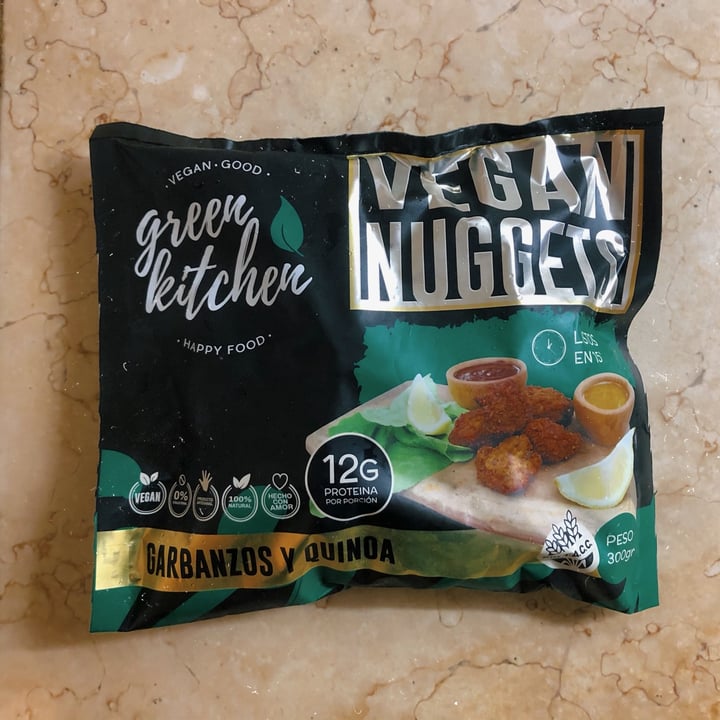 VEGAN • GOOD
green
kitchen
HAPPY FOOD
VEGAN
NUGGETS
LISTOS
EN 15
12G
PROTEINA
POR PORCIÓN
VEGAN
0%
100%
NATURAL
HECHO
CON
AMOR
GARBANZOS Y QUINOA
PESO
300gr